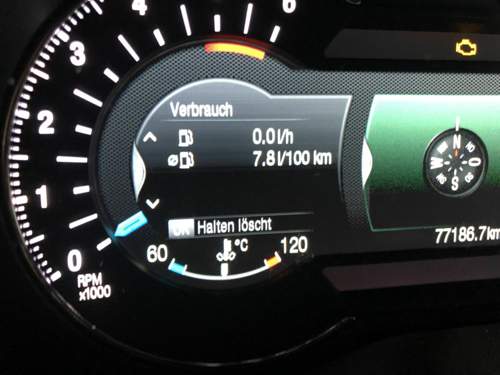 6
4
3
2
1
0
RPM
x1000
Verbrauch
0.0 l/h
ø 7.8 l/100 km
OK Halten löscht
60 °C 120
N
S
77186.7 km